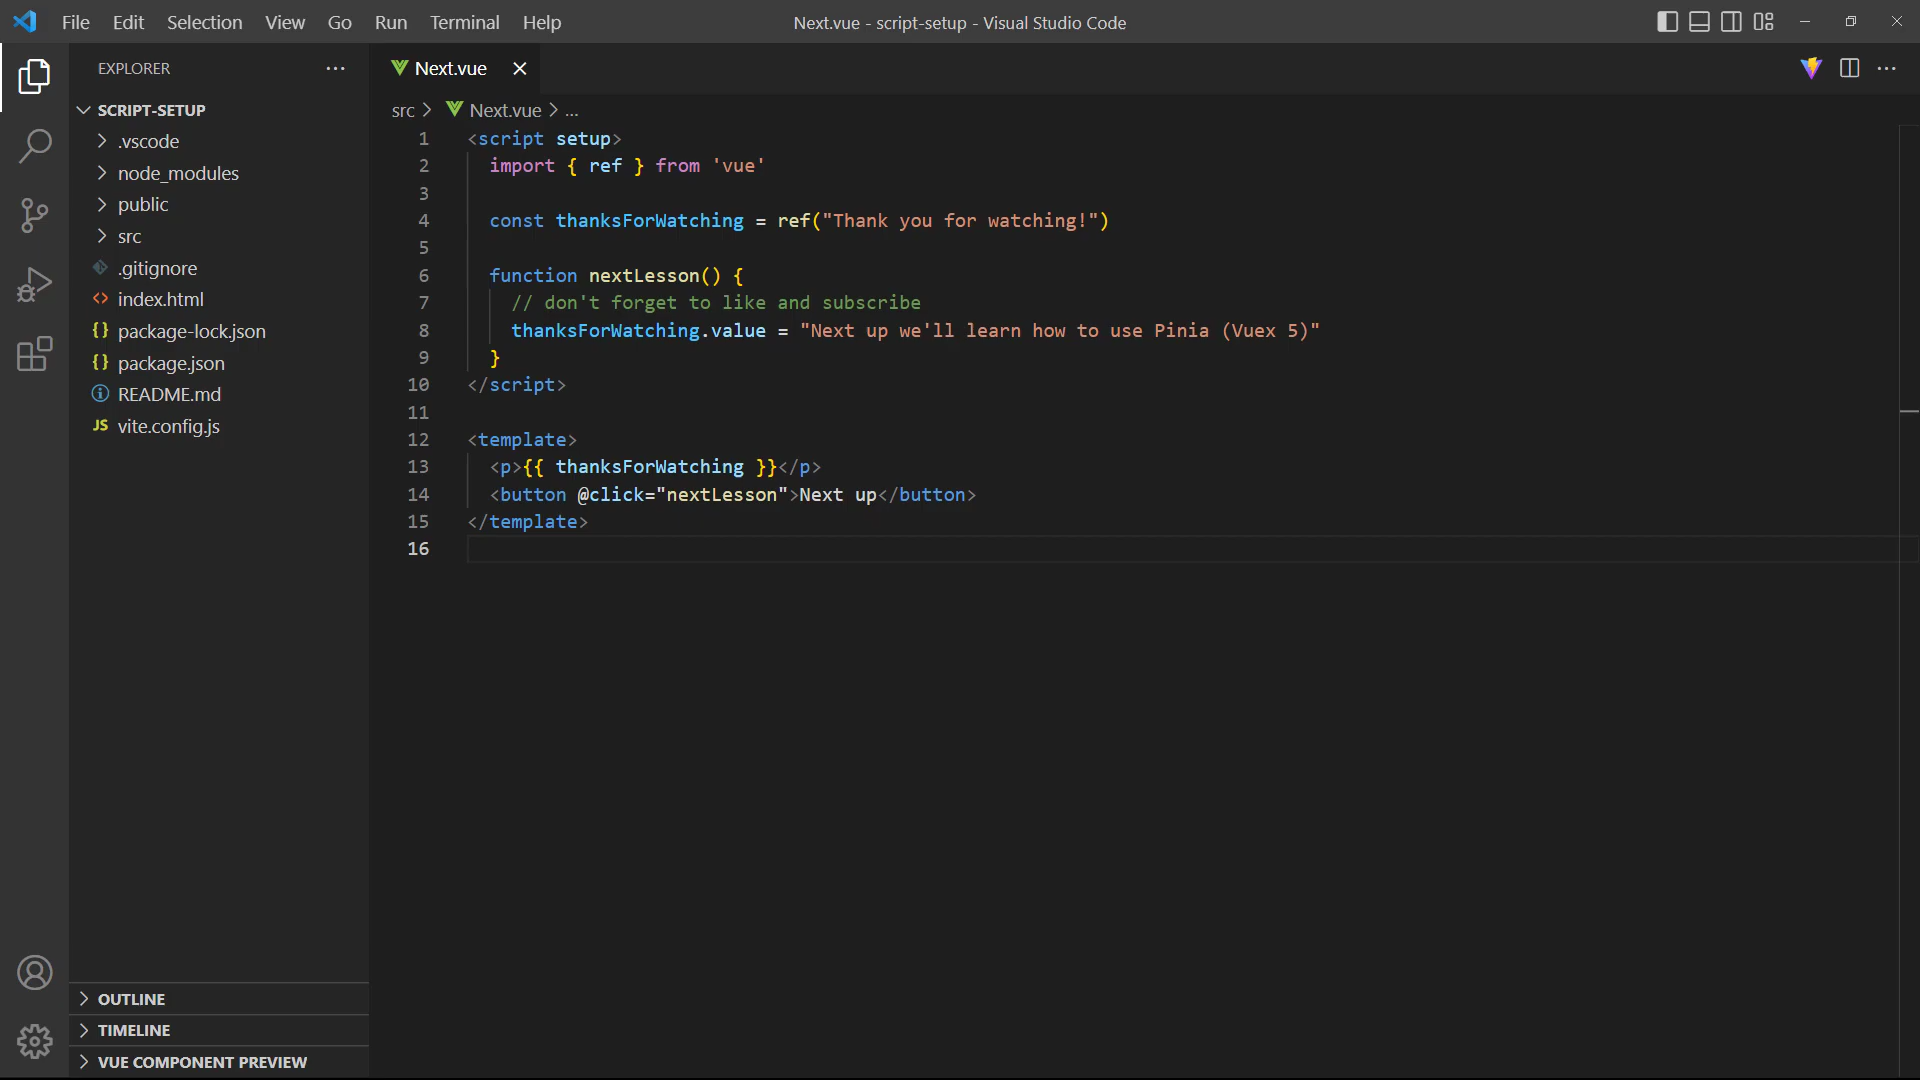 File Edit Selection View Go Run Terminal Help
Next.vue - script-setup - Visual Studio Code
EXPLORER
SCRIPT-SETUP
.vscode
node_modules
public
src
.gitignore
<> index.html
{} package-lock.json
{} package.json
README.md
JS vite.config.js
OUTLINE
TIMELINE
VUE COMPONENT PREVIEW
Next.vue
src > Next.vue > ...
1 <script setup>
2 import { ref } from 'vue'
3
4 const thanksForWatching = ref("Thank you for watching!")
5
6 function nextLesson() {
7 // don't forget to like and subscribe
8 thanksForWatching.value = "Next up we'll learn how to use Pinia (Vuex 5)"
9 }
10 </script>
11
12 <template>
13 <p>{{ thanksForWatching }}</p>
14 <button @click="nextLesson">Next up</button>
15 </template>
16